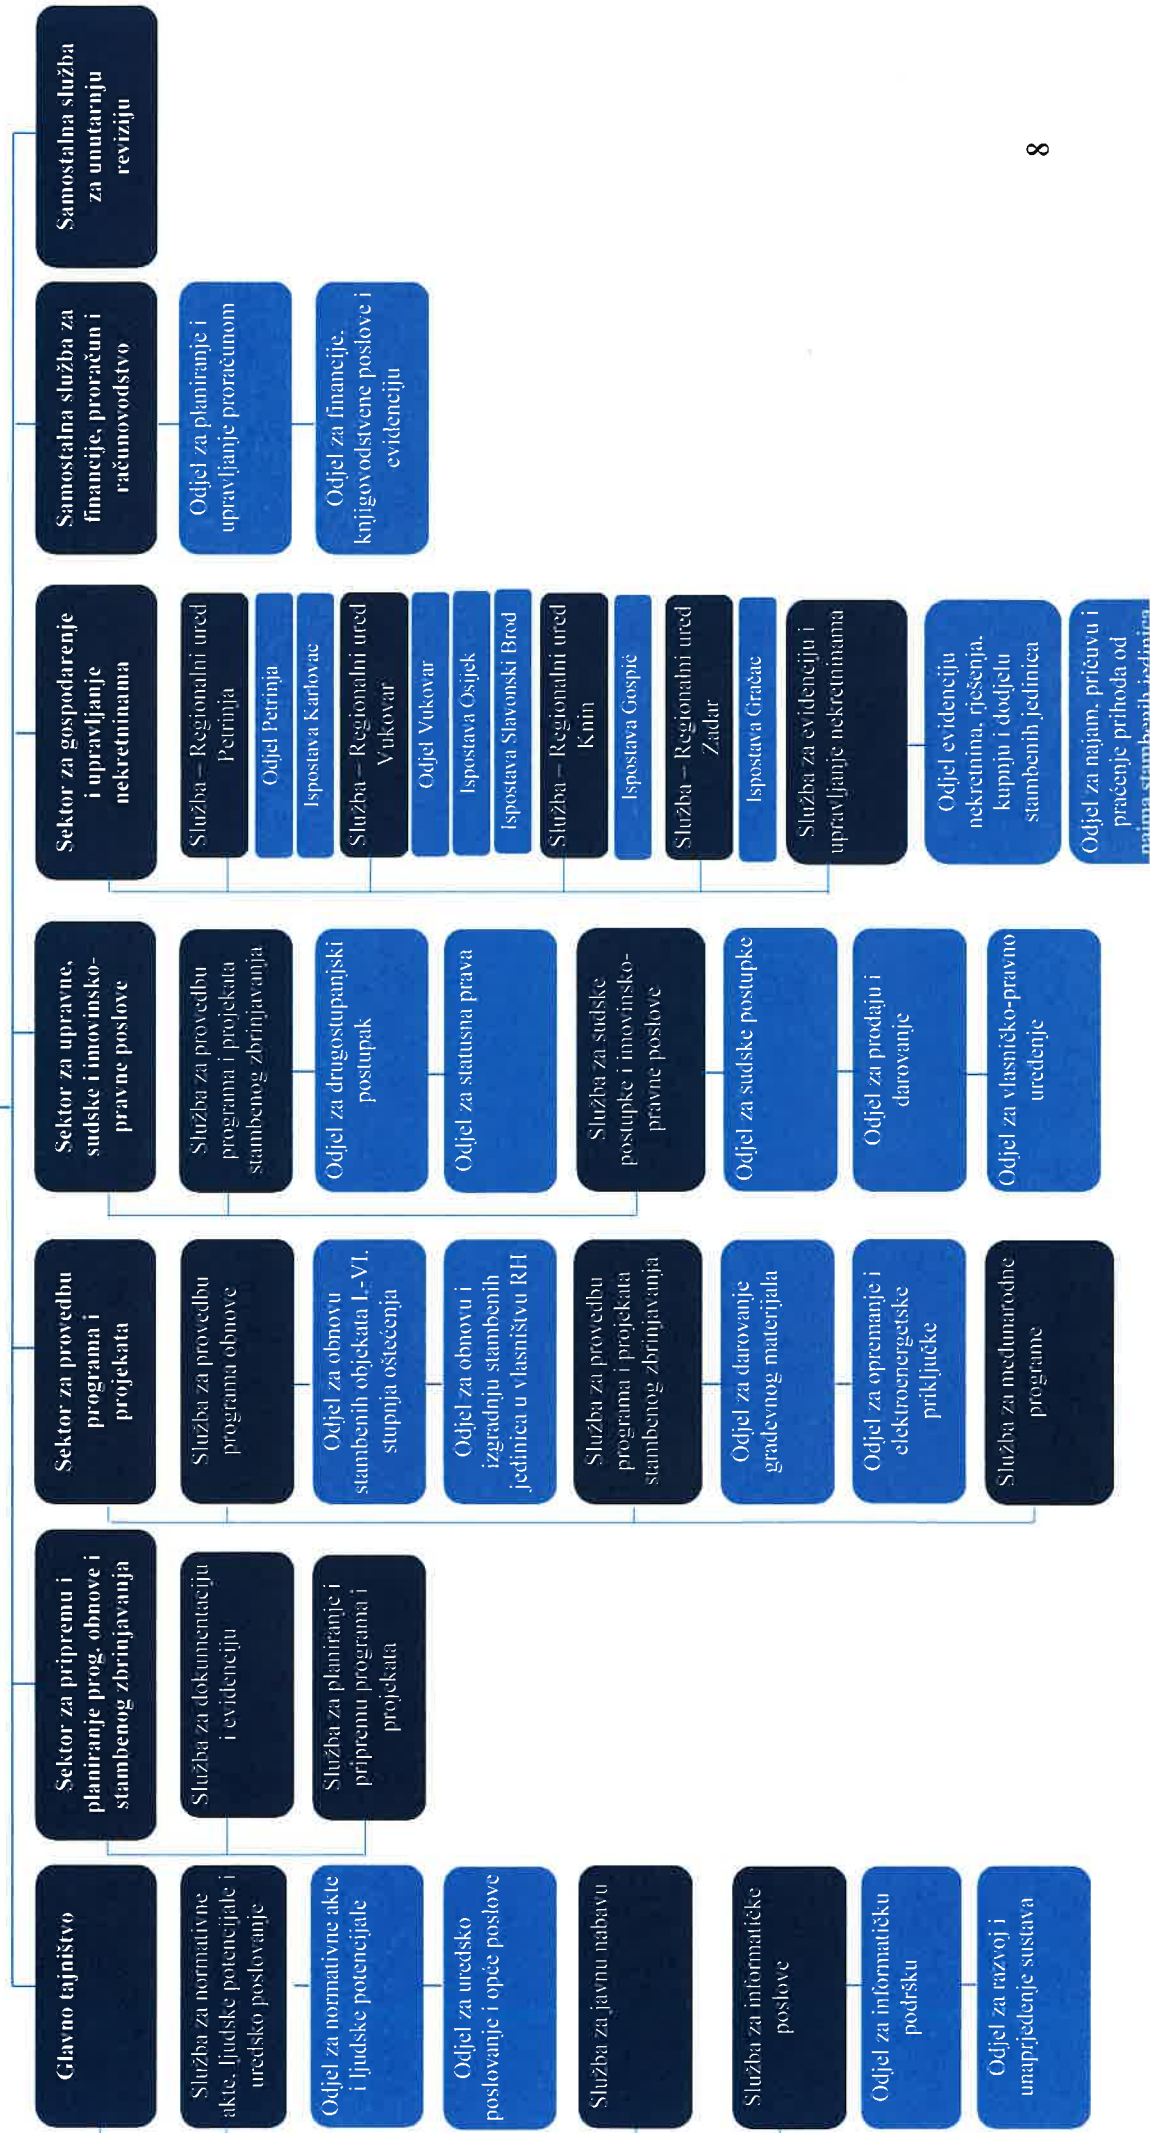 Glavno tajništvo
Služba za normativne
akte, ljudske potencijale i
uredsko poslovanje
Odjel za normativne akte
i ljudske potencijale
Odjel za uredsko
poslovanje i opće poslove
Služba za javnu nabavu
Služba za informatičke
poslove
Odjel za informatičku
podršku
Odjel za razvoj i
unaprjeđenje sustava
Sektor za pripremu i
planiranje prog. obnove i
stambenog zbrinjavanja
Služba za dokumentaciju
i evidenciju
Služba za planiranje i
pripremu programa i
projekata
Sektor za provedbu
programa i
projekata
Služba za provedbu
programa obnove
Odjel za obnovu
stambenih objekata I.-VI.
stupnja oštećenja
Odjel za obnovu i
izgradnju stambenih
jedinica u vlasništvu RH
Služba za provedbu
programa i projekata
stambenog zbrinjavanja
Odjel za darovanje
građevnog materijala
Odjel za opremanje i
elektroenergetske
priključke
Služba za međunarodne
programe
Sektor za upravne,
sudske i imovinsko-
pravne poslove
Služba za provedbu
programa i projekata
stambenog zbrinjavanja
Odjel za drugostupanjski
postupak
Odjel za statusna prava
Služba za sudske
postupke i imovinsko-
pravne poslove
Odjel za sudske postupke
Odjel za prodaju i
darovanje
Odjel za vlasničko-pravno
uređenje
Sektor za gospodarenje
i upravljanje
nekretninama
Služba – Regionalni ured
Petrinja
Odjel Petrinja
Ispostava Karlovac
Služba – Regionalni ured
Vukovar
Odjel Vukovar
Ispostava Osijek
Ispostava Slavonski Brod
Služba – Regionalni ured
Knin
Ispostava Gospić
Služba – Regionalni ured
Zadar
Ispostava Gračac
Služba za evidenciju i
upravljanje nekretninama
Odjel evidenciju
nekretnina, rješenja,
kupnju i dodjelu
stambenih jedinica
Odjel za najam, pričuvu i
praćenje prihoda od
najma stambenih jedinica
Samostalna služba za
financije, proračun i
računovodstvo
Odjel za planiranje i
upravljanje proračunom
Odjel za financije,
knjigovodstvene poslove i
evidenciju
Samostalna služba
za unutarnju
reviziju
8